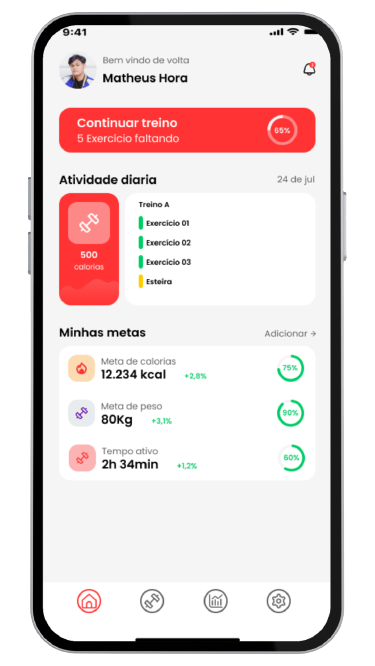 9:41
Bem vindo de volta
Matheus Hora
Continuar treino
5 Exercicio faltando
65%
Atividade diaria
24 de jul
Treino A
Exercicio 01
Exercicio 02
Exercicio 03
Esteira
500
calorias
Minhas metas
Adicionar →
Meta de calorias
12.234 kcal
+2,8%
75%
Meta de peso
80Kg
+3,1%
90%
Tempo ativo
2h 34min
+1,2%
60%